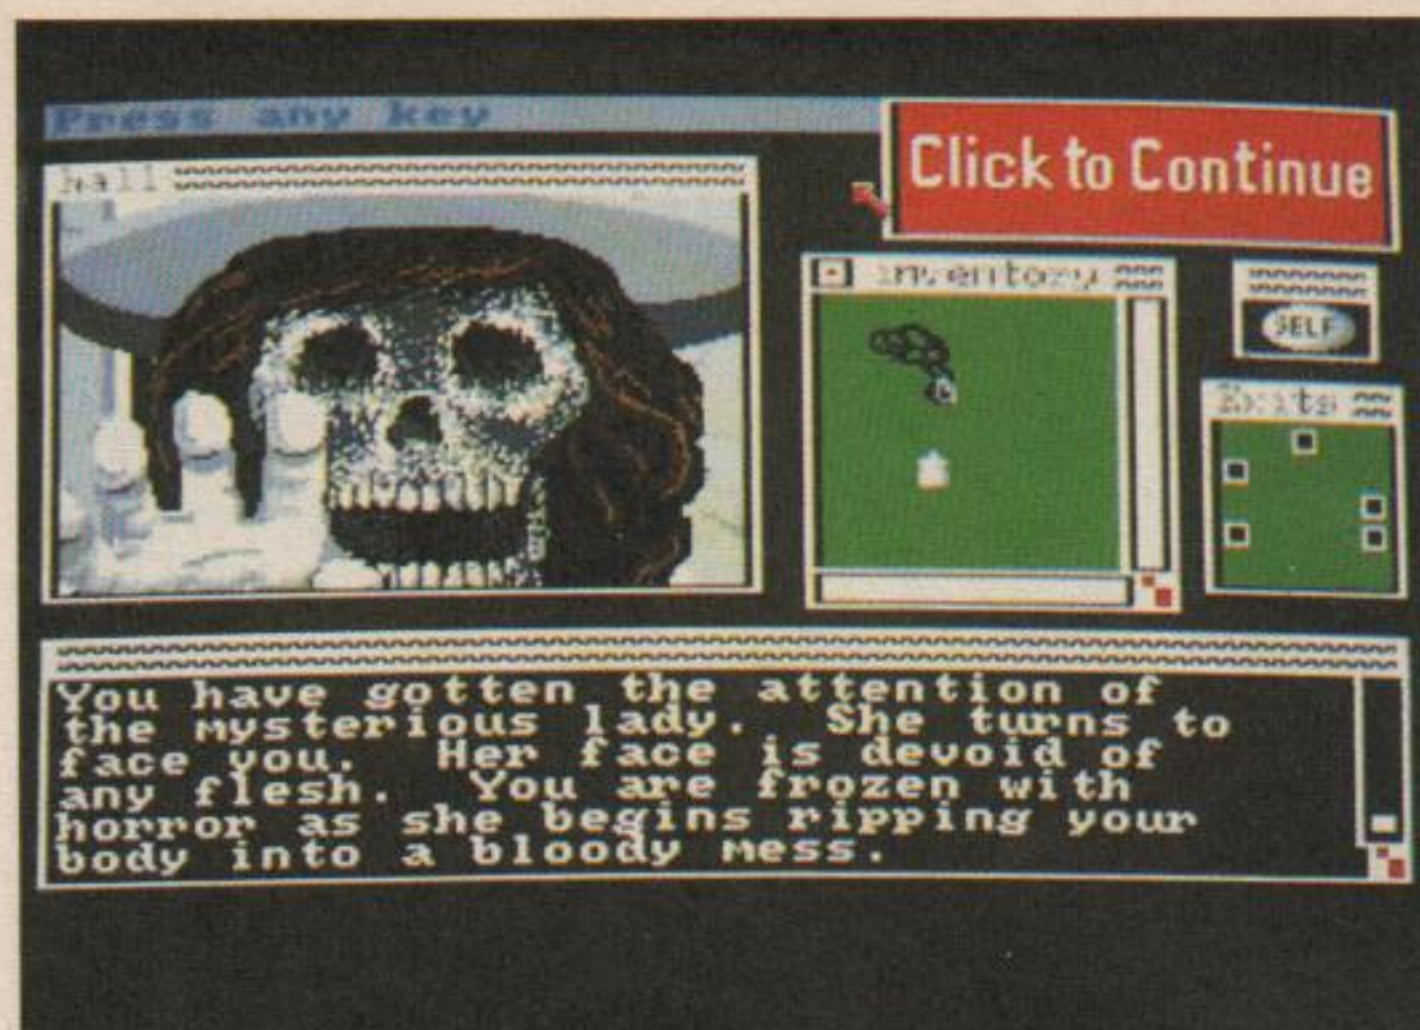 Press any key
Click to Continue
hall
inventory
SELF
Exits
You have gotten the attention of
the mysterious lady.  She turns to
face you.  Her face is devoid of
any flesh.  You are frozen with
horror as she begins ripping your
body into a bloody mess.